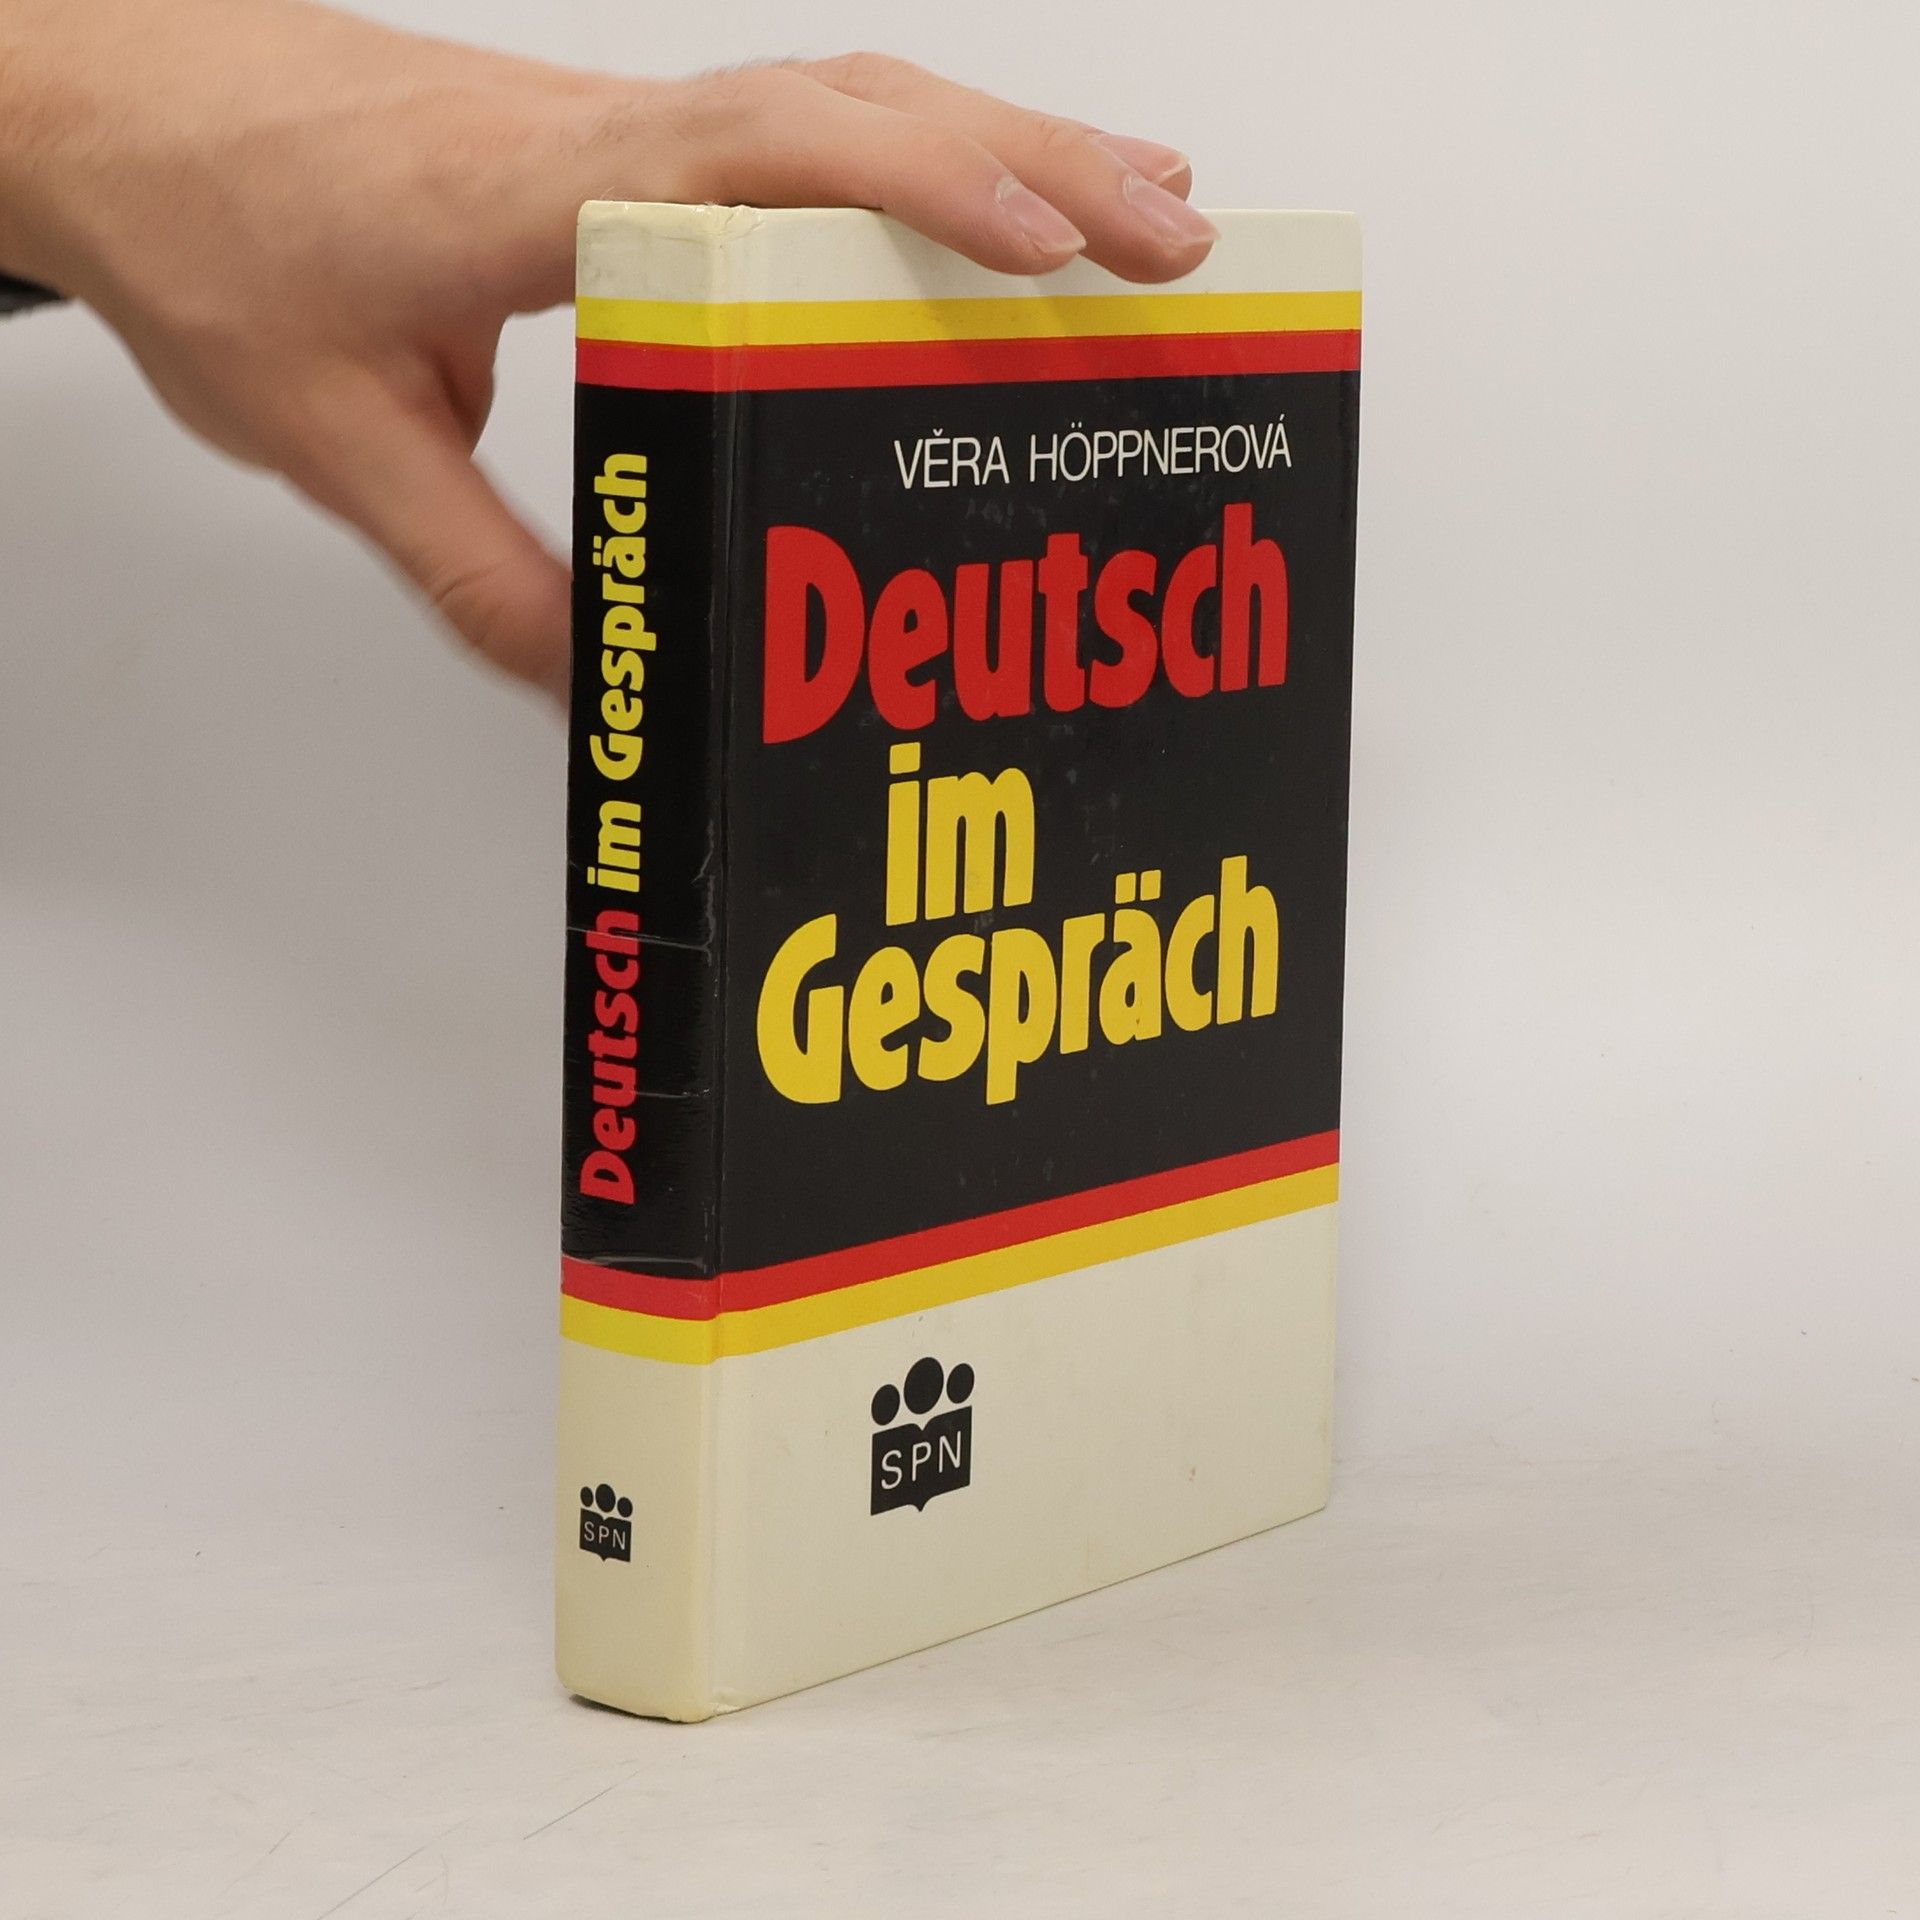 VĚRA HÖPPNEROVÁ
Deutsch
im
Gespräch
SPN
Deutsch im Gespräch
SPN